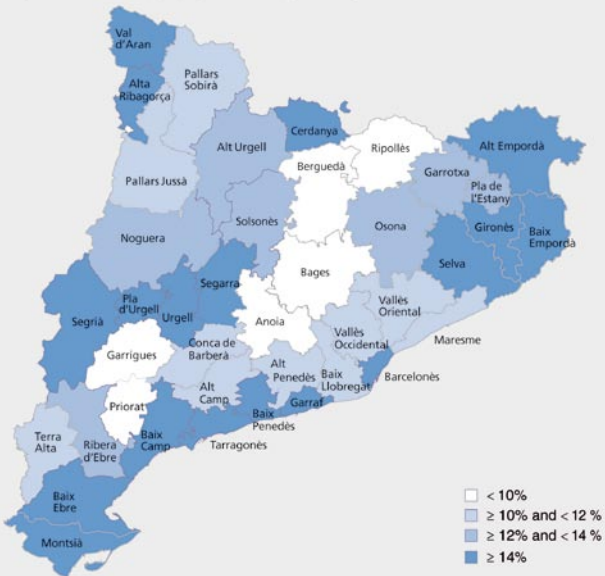 Val
d'Aran
Pallars
Sobirà
Alta
Ribagorça
Cerdanya
Alt Urgell
Berguedà
Ripollès
Alt Empordà
Garrotxa
Pla de
l'Estany
Pallars Jussà
Solsonès
Osona
Gironès
Baix
Empordà
Noguera
Selva
Bages
Segarra
Pla
d'Urgell
Urgell
Segrià
Anoia
Vallès
Oriental
Vallès
Occidental
Maresme
Garrigues
Conca de
Barberà
Alt
Penedès
Baix
Llobregat
Barcelonès
Alt
Camp
Priorat
Garraf
Baix
Penedès
Terra
Alta
Ribera
d'Ebre
Baix
Camp
Tarragonès
Baix
Ebre
Montsià
< 10%
≥ 10% and < 12 %
≥ 12% and < 14 %
≥ 14%